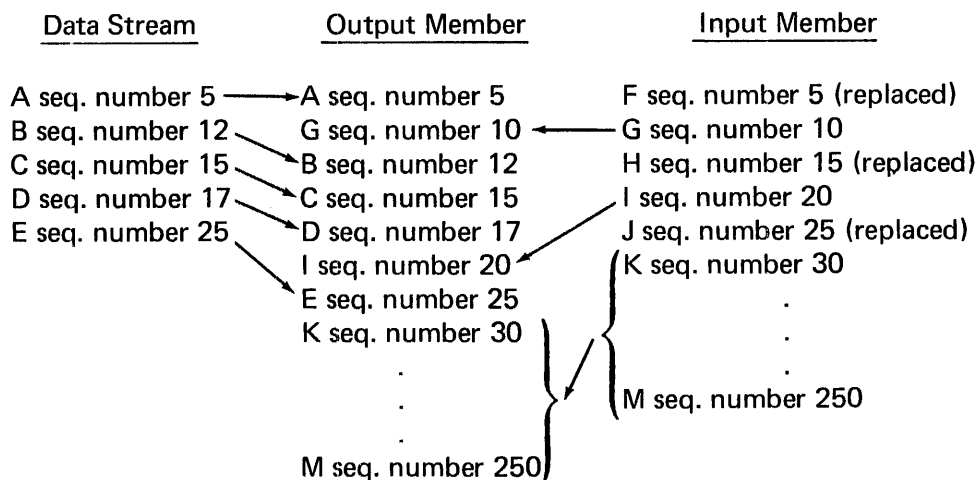 Data Stream
A seq. number 5
B seq. number 12
C seq. number 15
D seq. number 17
E seq. number 25
Output Member
A seq. number 5
G seq. number 10
B seq. number 12
C seq. number 15
D seq. number 17
I seq. number 20
E seq. number 25
K seq. number 30
.
.
.
M seq. number 250
Input Member
F seq. number 5 (replaced)
G seq. number 10
H seq. number 15 (replaced)
I seq. number 20
J seq. number 25 (replaced)
K seq. number 30
.
.
.
M seq. number 250